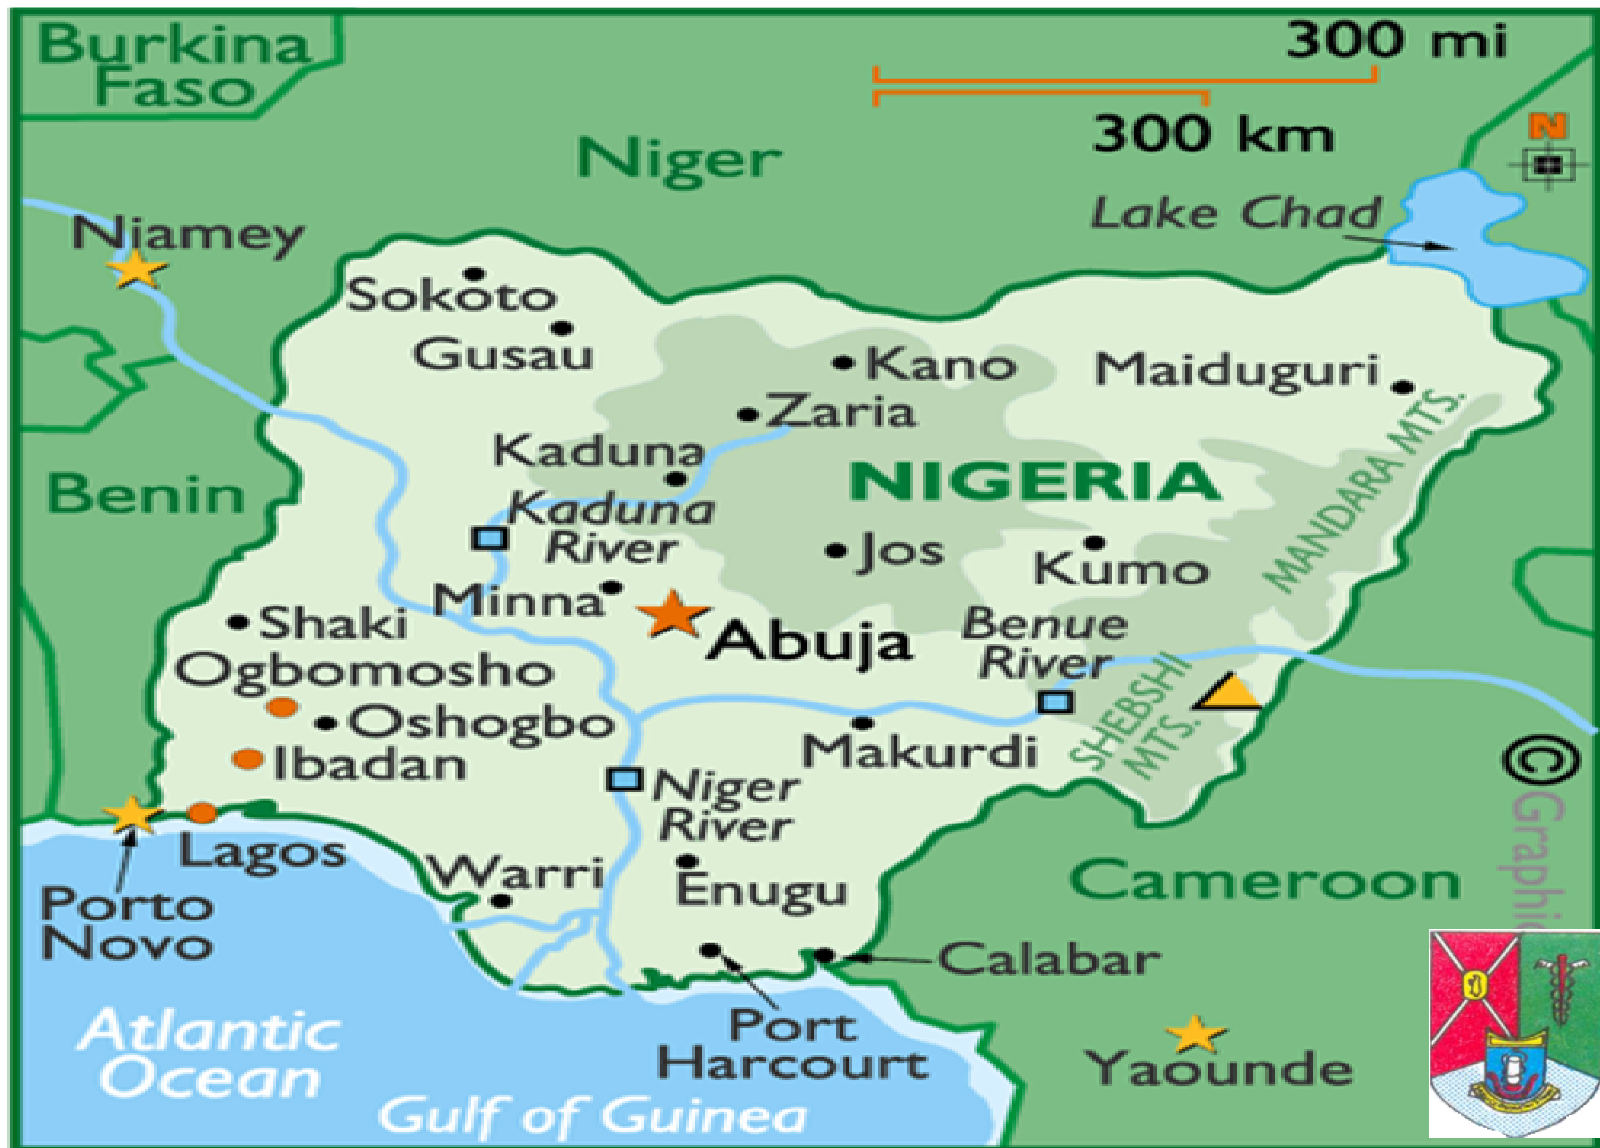 Burkina
Faso
300 mi
300 km
N
Niger
Lake Chad
Niamey
Sokoto
Gusau
Kano
Maiduguri
Zaria
MANDARA MTS.
Kaduna
NIGERIA
Benin
Kaduna
River
Jos
Kumo
Minna
Shaki
Abuja
Benue
River
Ogbomosho
SHEBSHI
MTS.
Oshogbo
Makurdi
Ibadan
Niger
River
©Graphi
Lagos
Warri
Enugu
Cameroon
Porto
Novo
Calabar
Atlantic
Ocean
Port
Harcourt
Yaounde
Gulf of Guinea